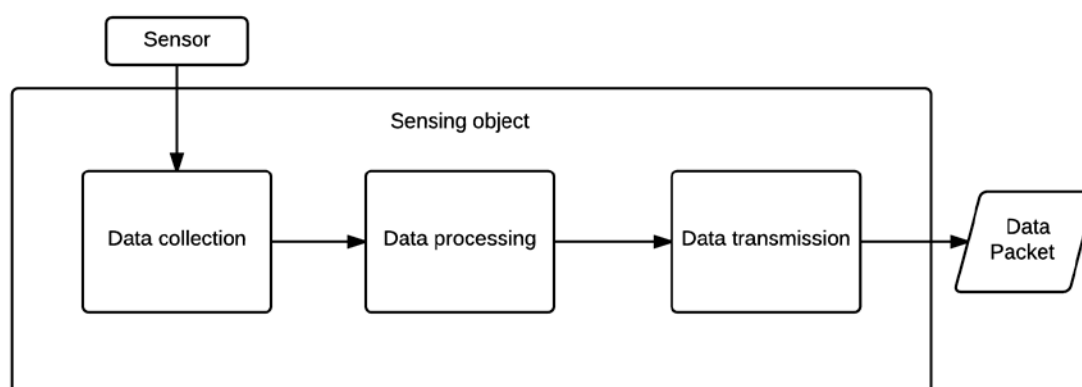 Sensor
Sensing object
Data collection
Data processing
Data transmission
Data
Packet